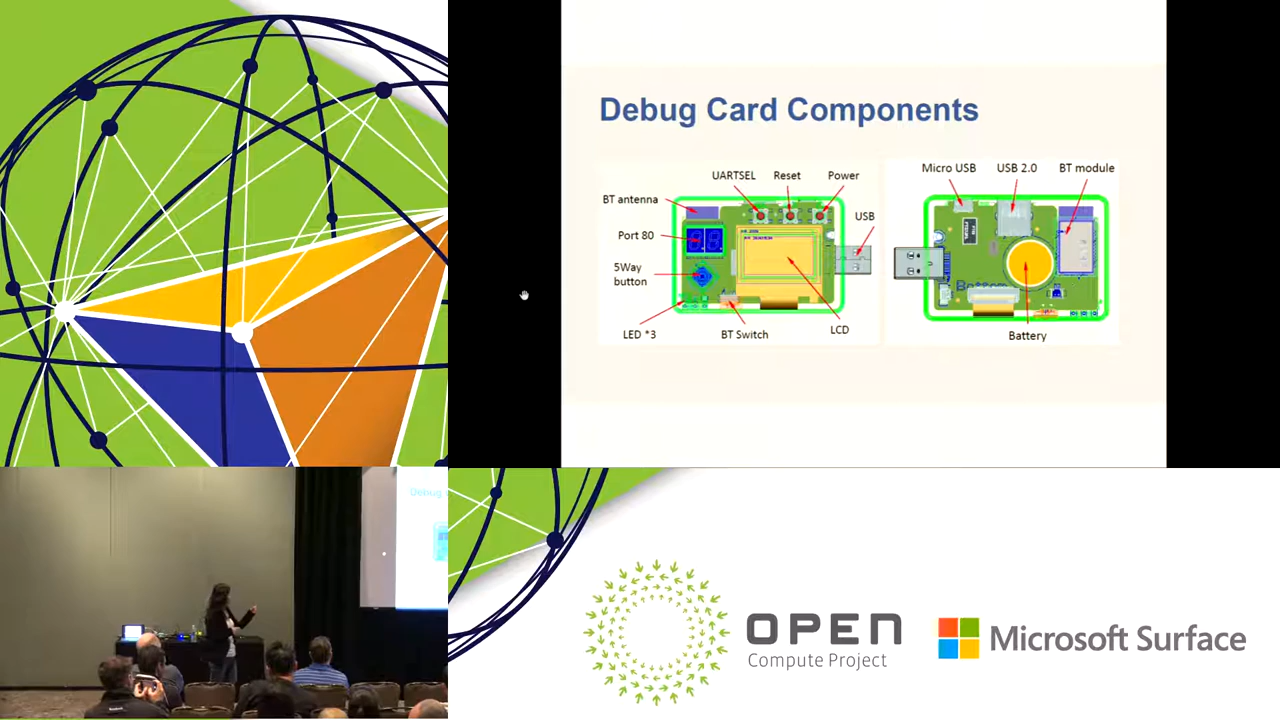 Debug Card Components
UARTSEL
Reset
Power
BT antenna
USB
Port 80
5Way
button
LED *3
BT Switch
LCD
Micro USB
USB 2.0
BT module
Battery
Debug
OPEN
Compute Project
Microsoft Surface